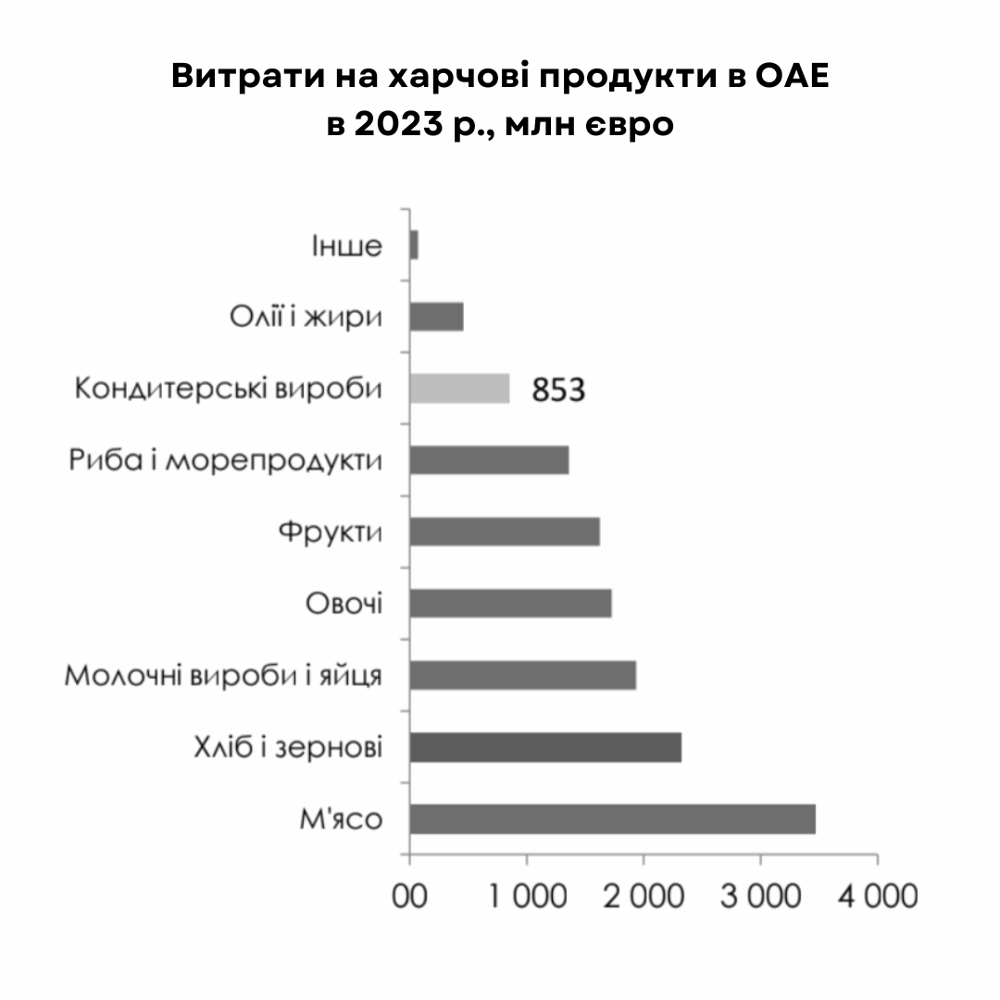 Витрати на харчові продукти в ОАЕ
в 2023 р., млн євро
Інше
Олії і жири
Кондитерські вироби 853
Риба і морепродукти
Фрукти
Овочі
Молочні вироби і яйця
Хліб і зернові
М'ясо
00 1 000 2 000 3 000 4 000